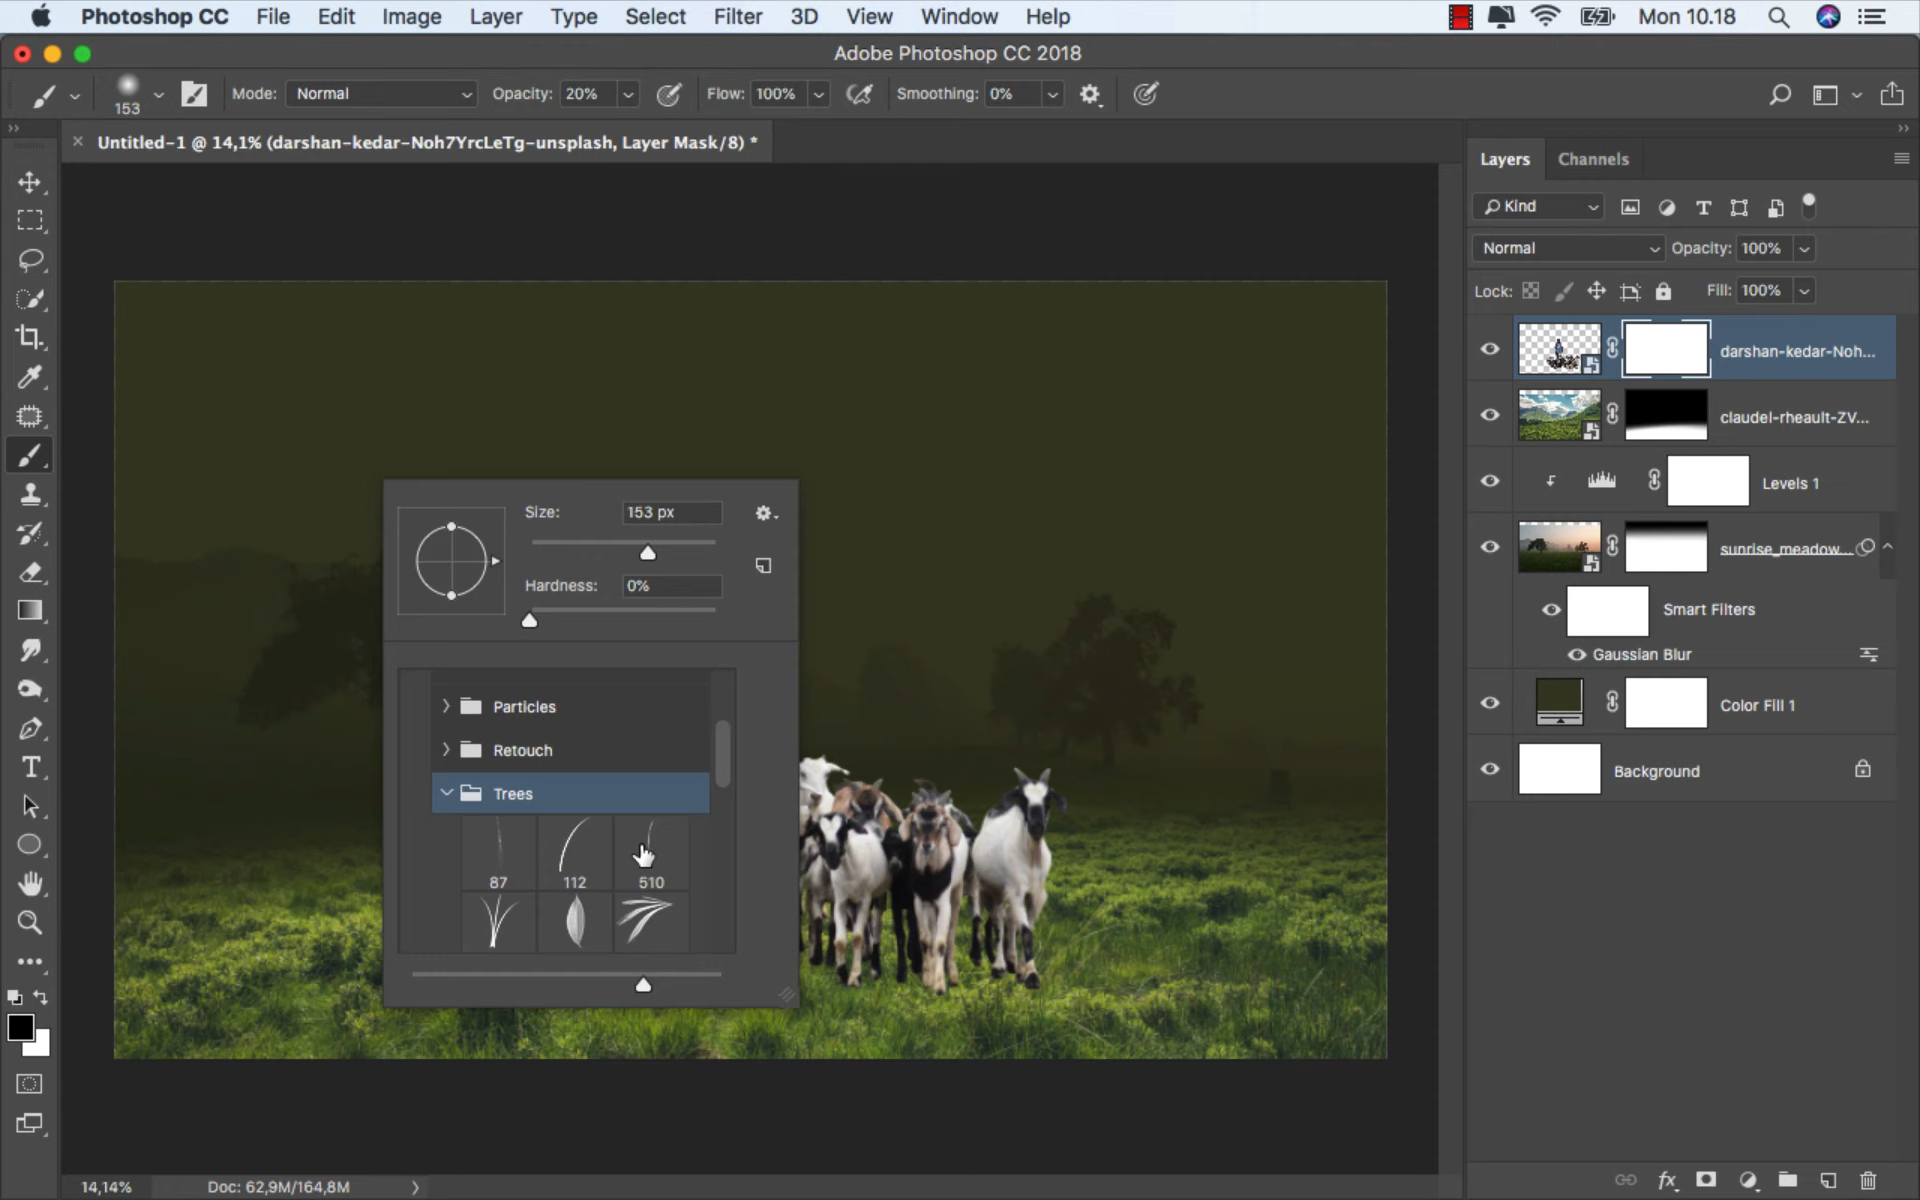 Photoshop CC File Edit Image Layer Type Select Filter 3D View Window Help Mon 10.18
Adobe Photoshop CC 2018
153 Mode: Normal Opacity: 20% Flow: 100% Smoothing: 0%
Untitled-1 @ 14,1% (darshan-kedar-Noh7YrcLeTg-unsplash, Layer Mask/8) *
Layers Channels
Kind
Normal Opacity: 100%
Lock: Fill: 100%
darshan-kedar-Noh...
claudel-rheault-ZV...
Levels 1
sunrise_meadow...
Smart Filters
Gaussian Blur
Color Fill 1
Background
Size: 153 px
Hardness: 0%
Particles
Retouch
Trees
87 112 510
14,14% Doc: 62,9M/164,8M